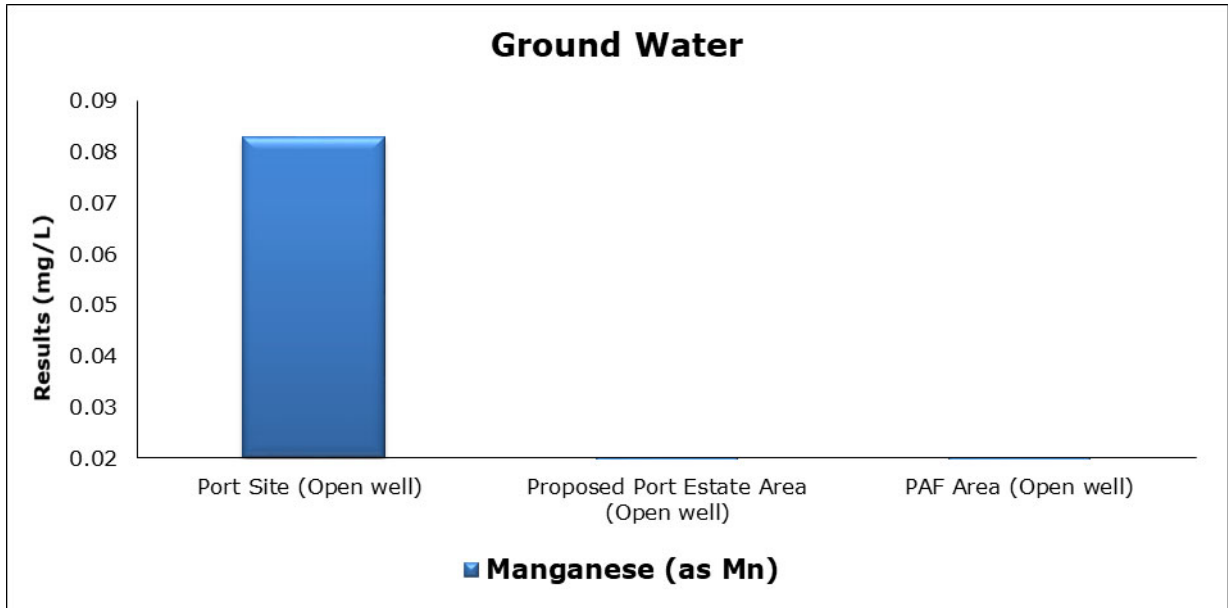 Ground Water
0.09
0.08
0.07
0.06
0.05
0.04
0.03
0.02
Results (mg/L)
Port Site (Open well)
Proposed Port Estate Area
(Open well)
PAF Area (Open well)
Manganese (as Mn)